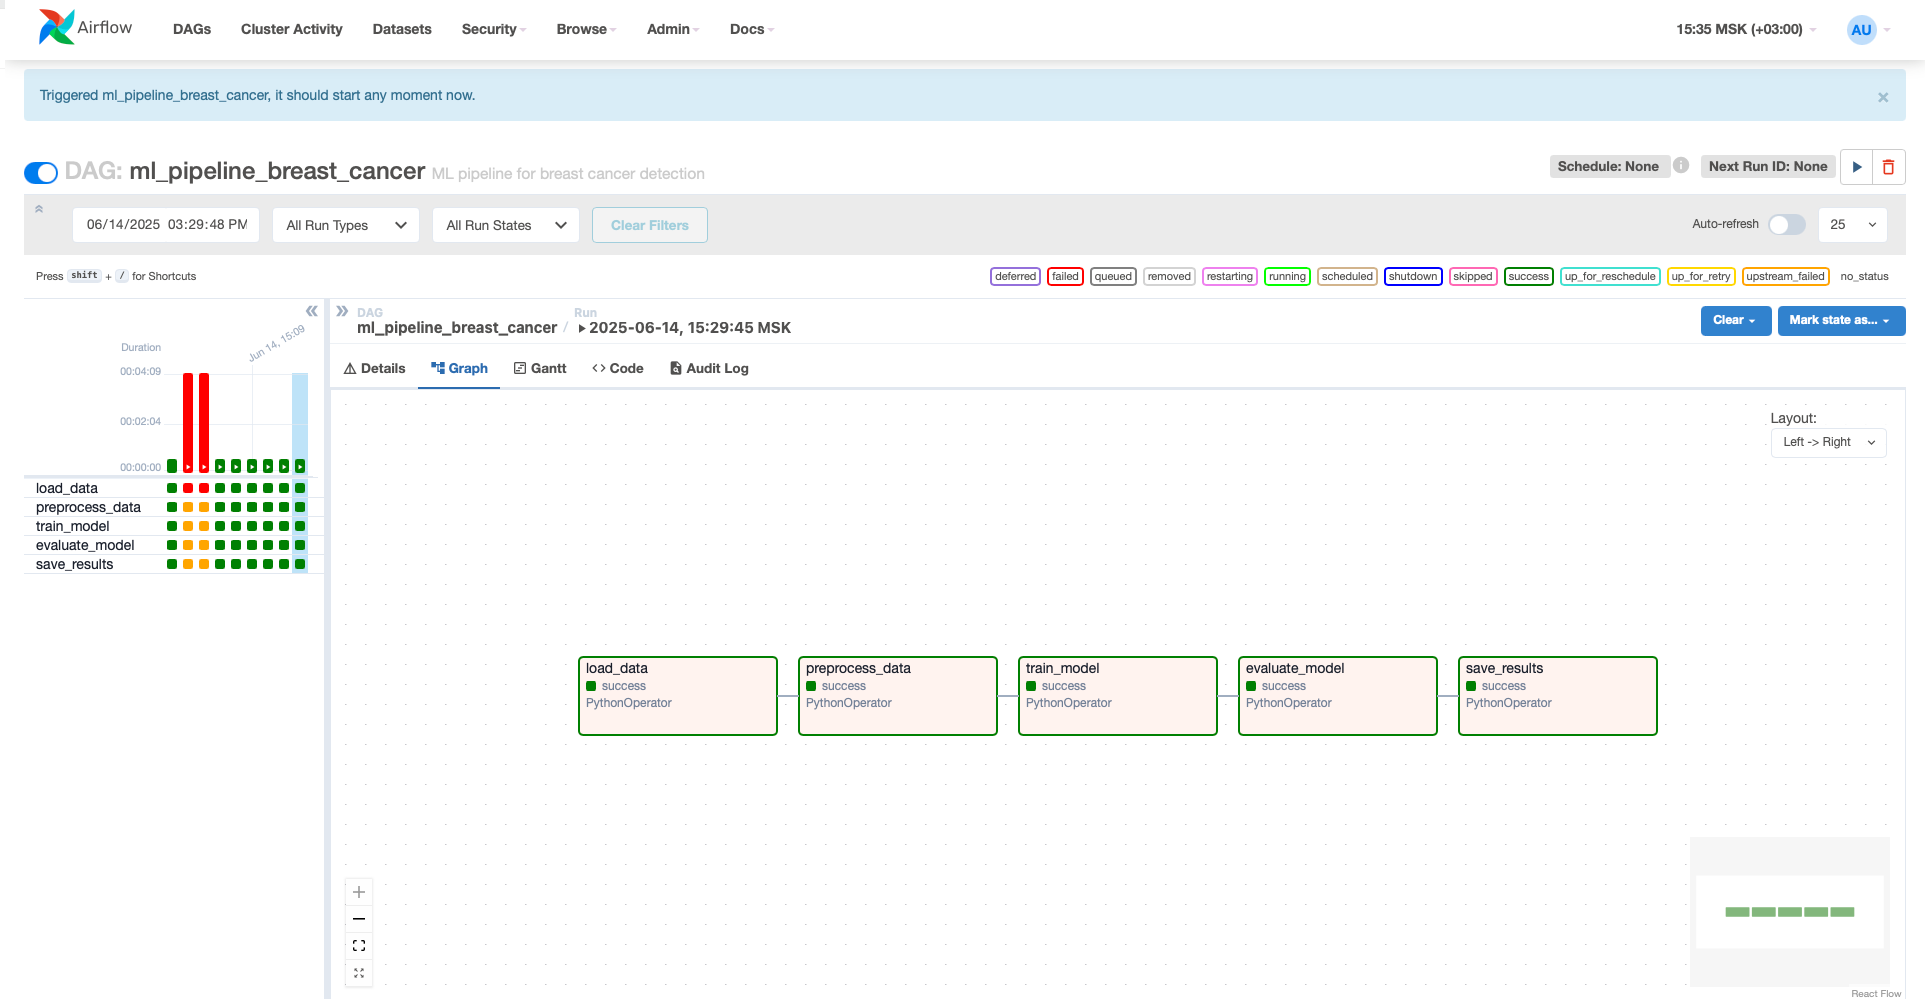 Airflow
DAGs
Cluster Activity
Datasets
Security
Browse
Admin
Docs
15:35 MSK (+03:00)
AU
Triggered ml_pipeline_breast_cancer, it should start any moment now.
×
DAG: ml_pipeline_breast_cancer ML pipeline for breast cancer detection
Schedule: None
Next Run ID: None
06/14/2025 03:29:48 PM
All Run Types
All Run States
Clear Filters
Auto-refresh
25
Press shift + / for Shortcuts
deferred
failed
queued
removed
restarting
running
scheduled
shutdown
skipped
success
up_for_reschedule
up_for_retry
upstream_failed
no_status
Jun 14, 15:09
Duration
00:04:09
00:02:04
00:00:00
load_data
preprocess_data
train_model
evaluate_model
save_results
DAG
ml_pipeline_breast_cancer /
Run
2025-06-14, 15:29:45 MSK
Clear
Mark state as...
Details
Graph
Gantt
Code
Audit Log
Layout:
Left -> Right
load_data
success
PythonOperator
preprocess_data
success
PythonOperator
train_model
success
PythonOperator
evaluate_model
success
PythonOperator
save_results
success
PythonOperator
React Flow